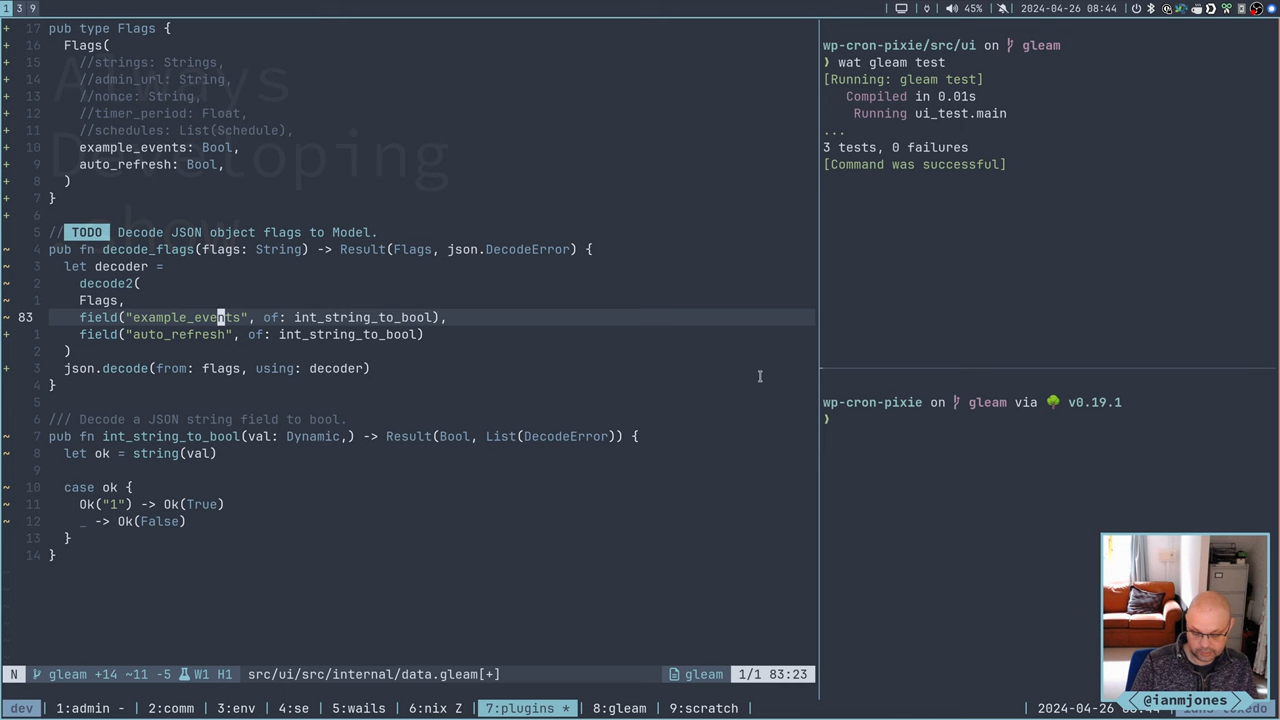 1 3 9
45% 2024-04-26 08:44
+ 17 pub type Flags {
+ 16 Flags(
+ 15 //strings: Strings,
+ 14 //admin_url: String,
+ 13 //nonce: String,
+ 12 //timer_period: Float,
+ 11 //schedules: List(Schedule),
+ 10 example_events: Bool,
+ 9 auto_refresh: Bool,
+ 8 )
+ 7 }
+ 6
5 // TODO Decode JSON object flags to Model.
~ 4 pub fn decode_flags(flags: String) -> Result(Flags, json.DecodeError) {
~ 3 let decoder =
~ 2 decode2(
~ 1 Flags,
~ 83 field("example_events", of: int_string_to_bool),
+ 1 field("auto_refresh", of: int_string_to_bool)
2 )
+ 3 json.decode(from: flags, using: decoder)
4 }
5
6 /// Decode a JSON string field to bool.
~ 7 pub fn int_string_to_bool(val: Dynamic,) -> Result(Bool, List(DecodeError)) {
~ 8 let ok = string(val)
9
~ 10 case ok {
~ 11 Ok("1") -> Ok(True)
~ 12 _ -> Ok(False)
13 }
14 }
Always
Developing
show
N gleam +14 ~11 -5 W1 H1 src/ui/src/internal/data.gleam[+] gleam 1/1 83:23
wp-cron-pixie/src/ui on gleam
❯ wat gleam test
[Running: gleam test]
Compiled in 0.01s
Running ui_test.main
...
3 tests, 0 failures
[Command was successful]
wp-cron-pixie on gleam via v0.19.1
❯
@ianmjones
dev 1:admin - 2:comm 3:env 4:se 5:wails 6:nix Z 7:plugins * 8:gleam 9:scratch 2024-04-26